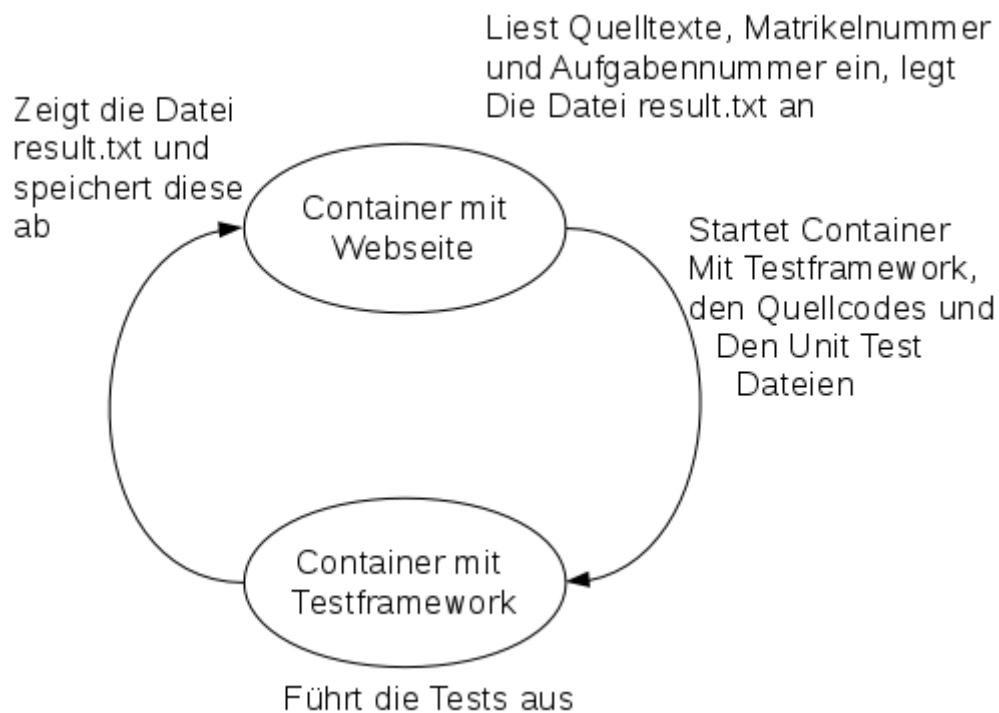 Liest Quelltexte, Matrikelnummer
und Aufgabennummer ein, legt
Die Datei result.txt an
Zeigt die Datei
result.txt und
speichert diese
ab
Container mit
Webseite
Startet Container
Mit Testframework,
den Quellcodes und
Den Unit Test
Dateien
Container mit
Testframework
Führt die Tests aus